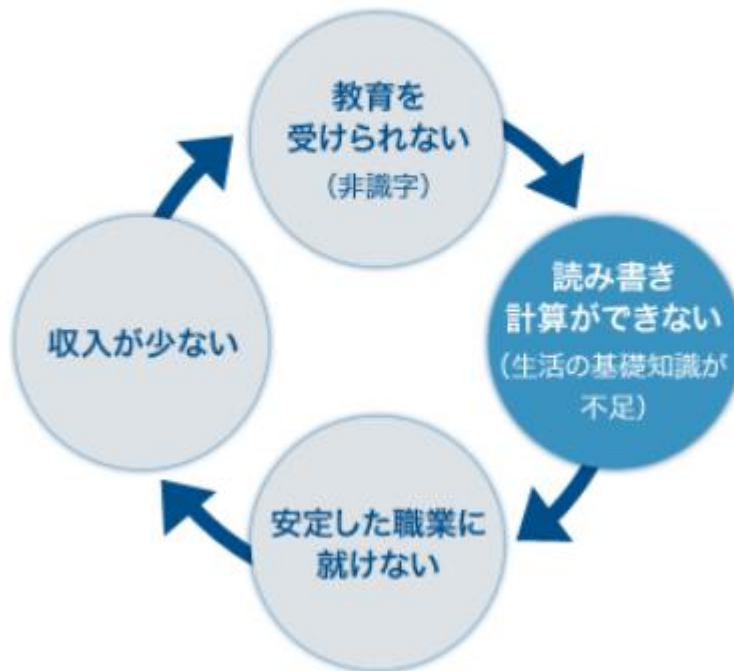 教育を
受けられない
（非識字）
読み書き
計算ができない
（生活の基礎知識が
不足）
安定した職業に
就けない
収入が少ない